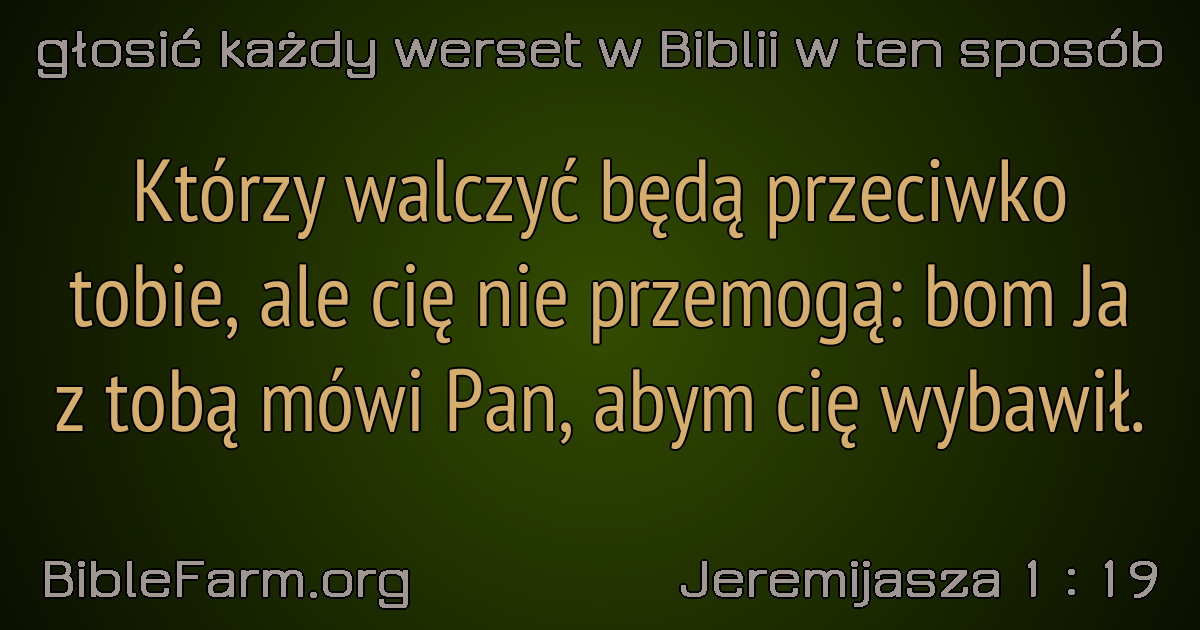 głosić każdy werset w Biblii w ten sposób
Którzy walczyć będą przeciwko
tobie, ale cię nie przemogą: bom Ja
z tobą mówi Pan, abym cię wybawił.
BibleFarm.org
Jeremijasza 1 : 19